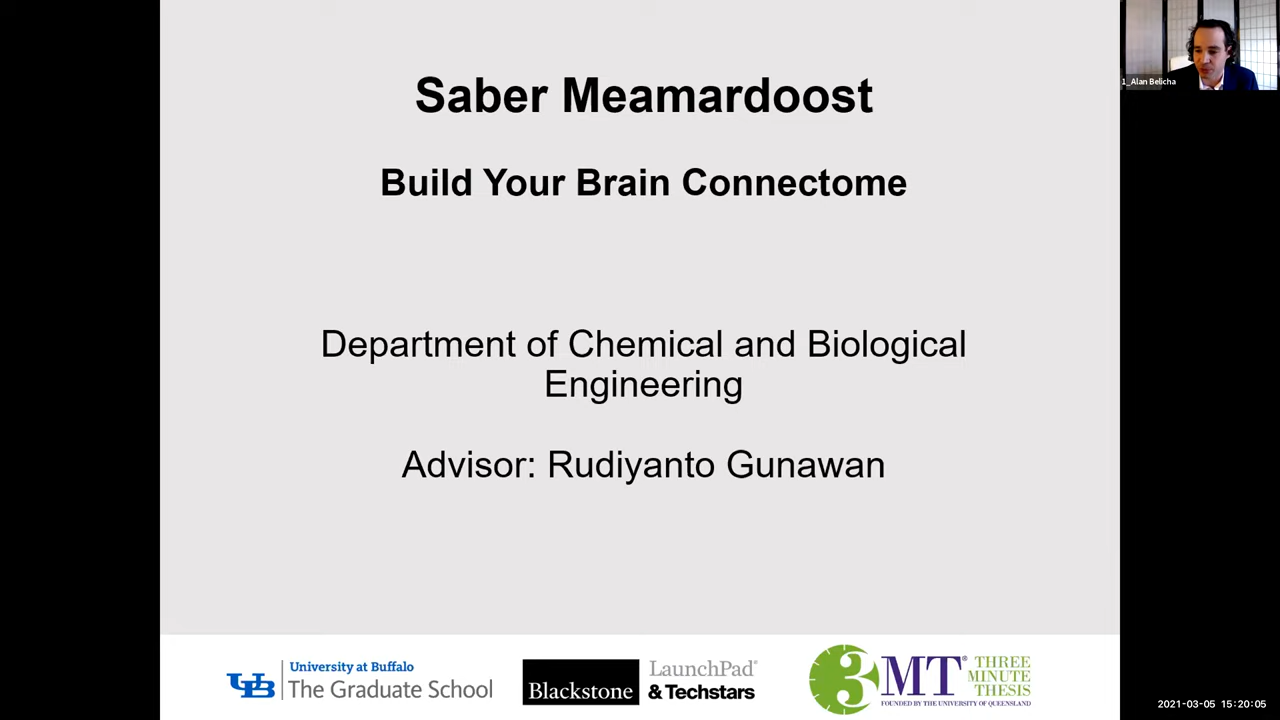 Saber Meamardoost
Build Your Brain Connectome
Department of Chemical and Biological
Engineering
Advisor: Rudiyanto Gunawan
1_Alan Belicha
UB
University at Buffalo
The Graduate School
Blackstone
LaunchPad®
& Techstars
3MT®
THREE
MINUTE
THESIS
FOUNDED BY THE UNIVERSITY OF QUEENSLAND
2021-03-05 15:20:05